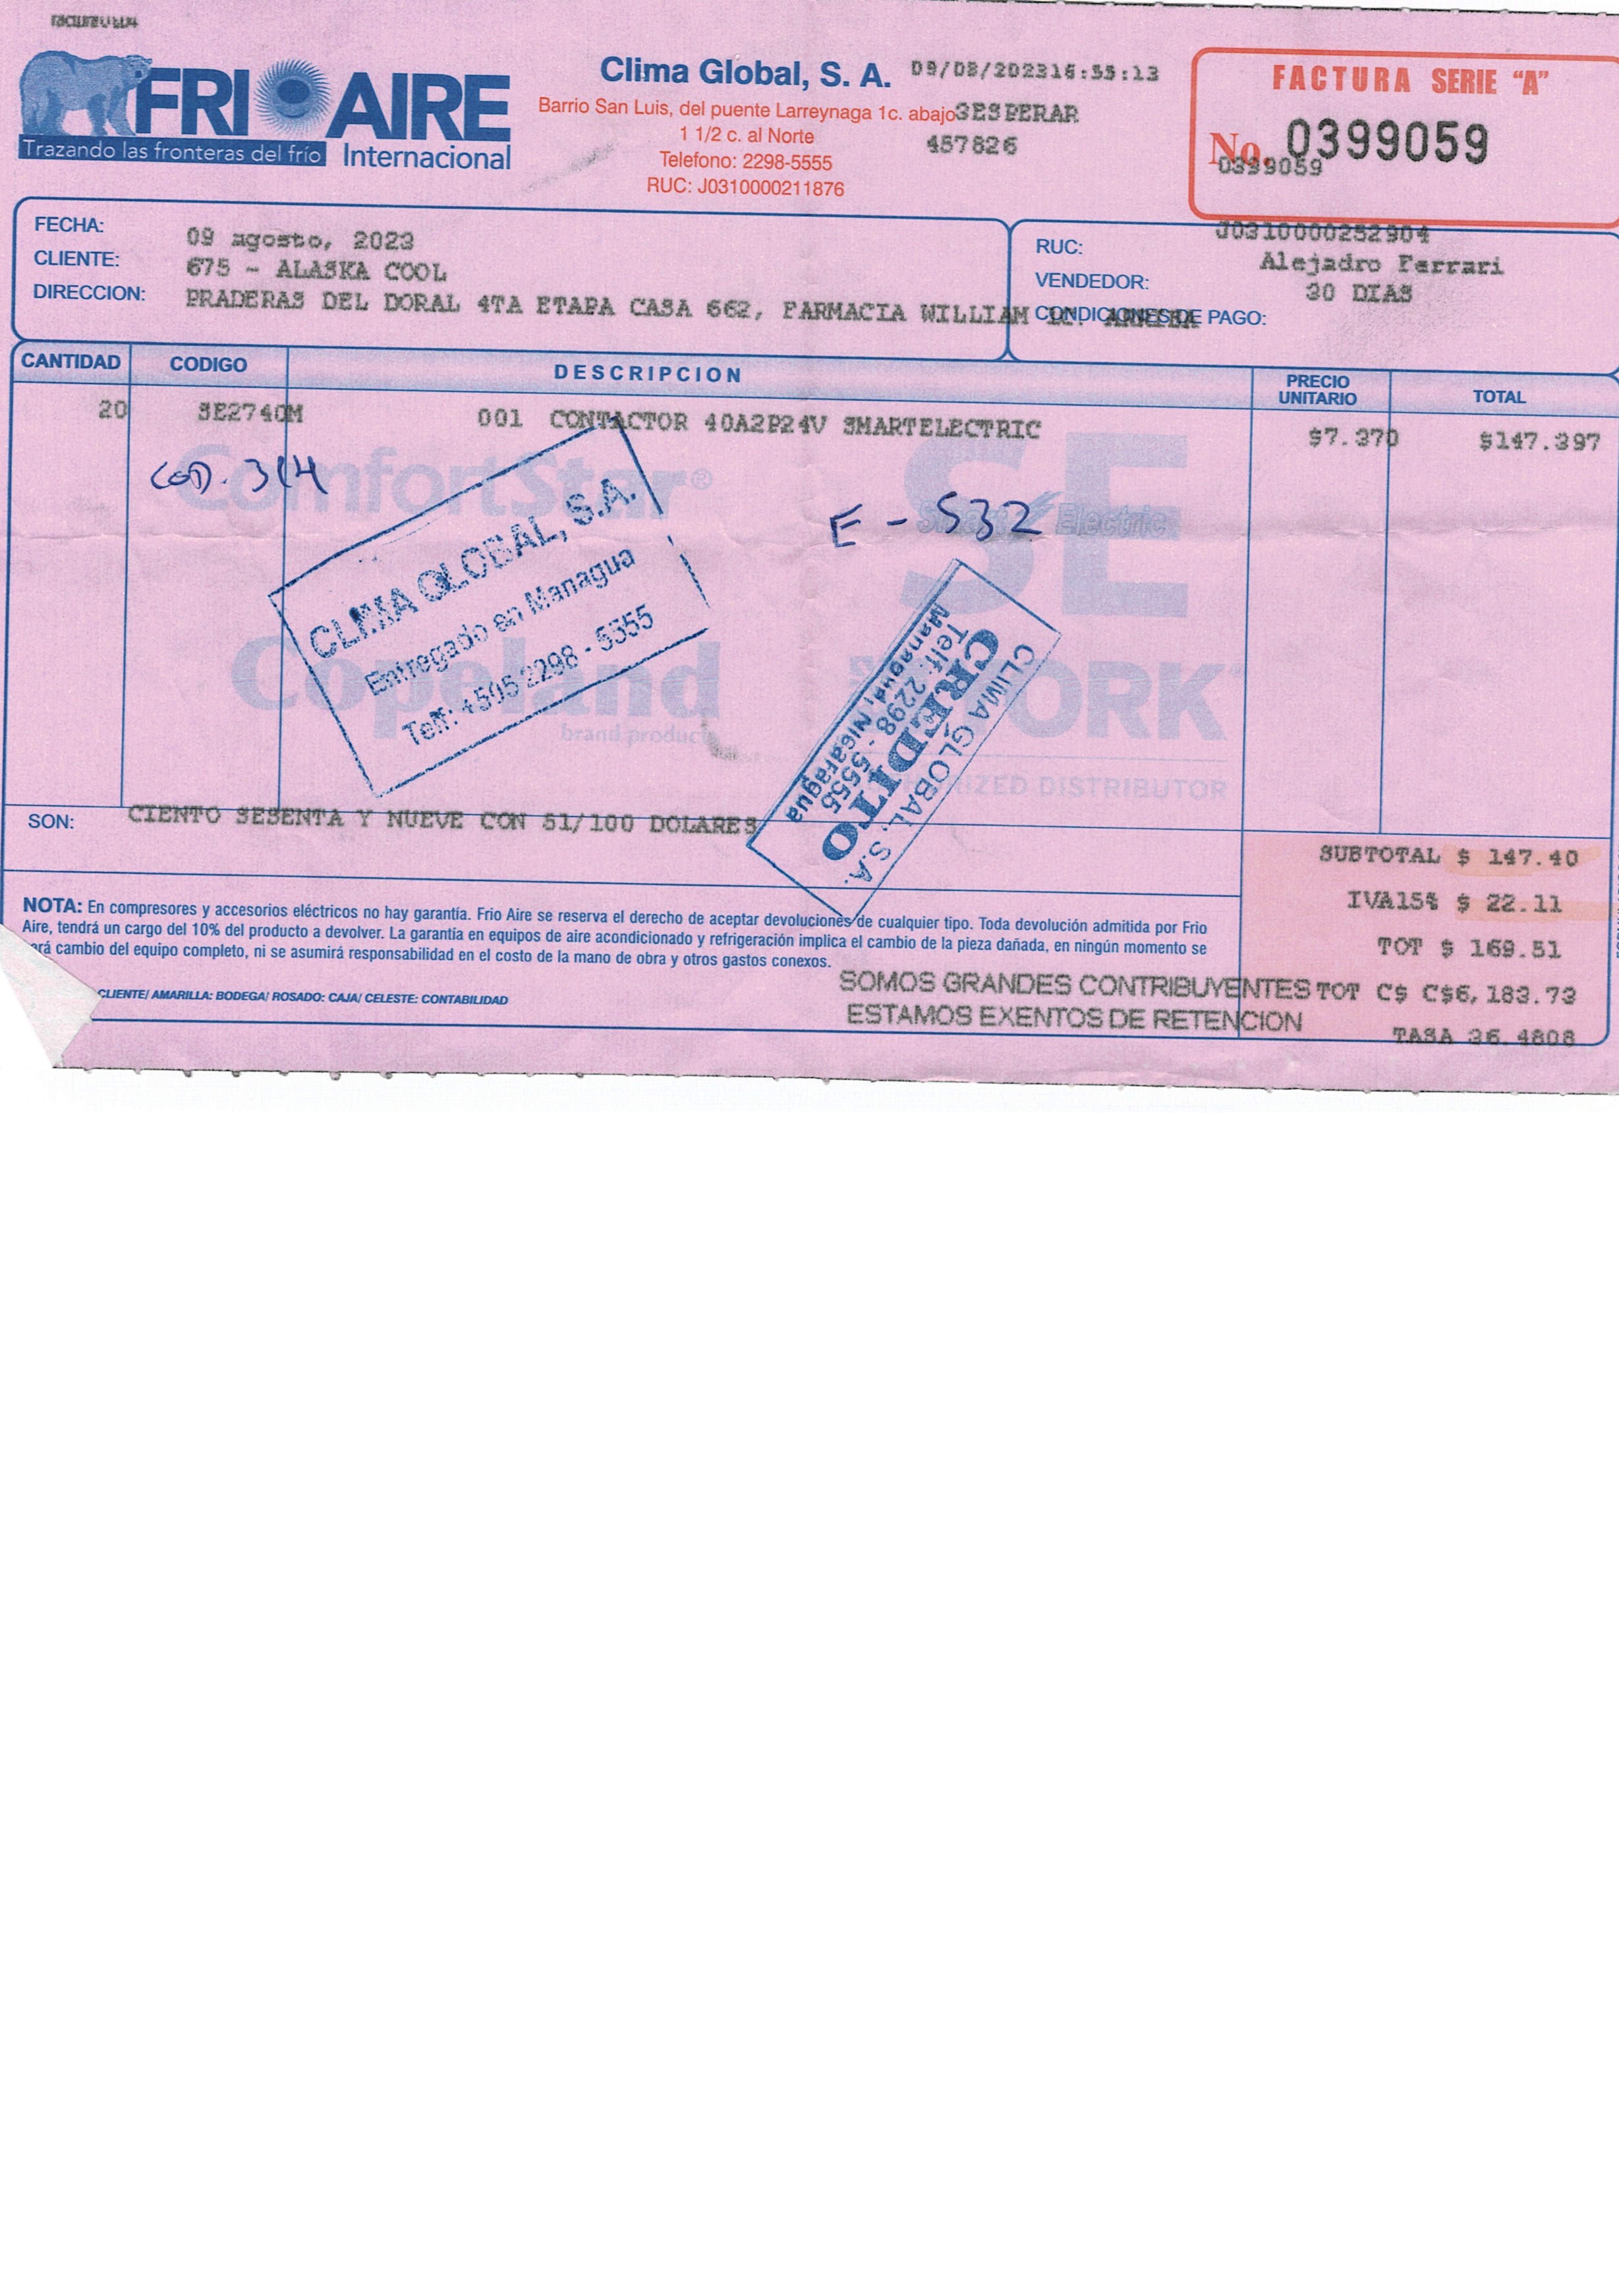 FRIOAIRE
Trazando las fronteras del frío Internacional
Clima Global, S. A. 09/08/202316:55:13
Barrio San Luis, del puente Larreynaga 1c. abajo 3ESPERAR
1 1/2 c. al Norte 457826
Telefono: 2298-5555
RUC: J0310000211876
FACTURA SERIE "A"
No. 0399059
0399059
FECHA: 09 agosto, 2023
CLIENTE: 675 - ALASKA COOL
DIRECCION: PRADERAS DEL DORAL 4TA ETAPA CASA 662, FARMACIA WILLIAM 1C. ARRIBA
RUC: J0310000252904
VENDEDOR: Alejadro Ferrari
CONDICIONES DE PAGO: 30 DIAS
CANTIDAD CODIGO DESCRIPCION PRECIO UNITARIO TOTAL
20 SE2740M 001 CONTACTOR 40A2P24V SMARTELECTRIC $7.370 $147.397
COD. 314
E - 532
ComfortStar®
SE
Smart Electric
Copeland
brand products
WORK
AUTHORIZED DISTRIBUTOR
CLIMA GLOBAL, S.A.
Entregado en Managua
Telf: +505 2298 - 5555
CLIMA GLOBAL, S.A.
CREDITO
Telf: 2298 - 5555
Managua, Nicaragua
SON: CIENTO SESENTA Y NUEVE CON 51/100 DOLARES
SUBTOTAL $ 147.40
IVA15% $ 22.11
TOT $ 169.51
TOT C$ C$6,183.73
TASA 36.4808
NOTA: En compresores y accesorios eléctricos no hay garantía. Frio Aire se reserva el derecho de aceptar devoluciones de cualquier tipo. Toda devolución admitida por Frio
Aire, tendrá un cargo del 10% del producto a devolver. La garantía en equipos de aire acondicionado y refrigeración implica el cambio de la pieza dañada, en ningún momento se
ará cambio del equipo completo, ni se asumirá responsabilidad en el costo de la mano de obra y otros gastos conexos.
CLIENTE/ AMARILLA: BODEGA/ ROSADO: CAJA/ CELESTE: CONTABILIDAD
SOMOS GRANDES CONTRIBUYENTES
ESTAMOS EXENTOS DE RETENCION